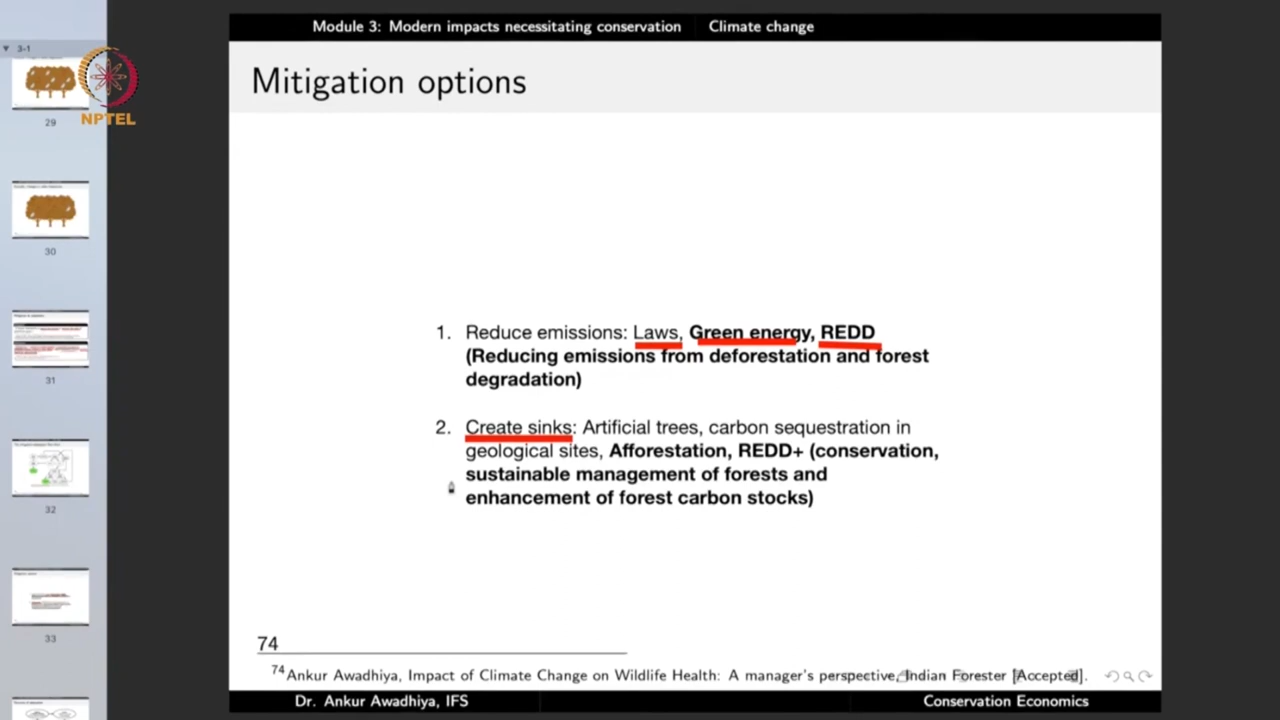 Module 3: Modern impacts necessitating conservation Climate change
3-1
NPTEL
Mitigation options
29
30
31
32
33
1. Reduce emissions: Laws, Green energy, REDD
(Reducing emissions from deforestation and forest
degradation)
2. Create sinks: Artificial trees, carbon sequestration in
geological sites, Afforestation, REDD+ (conservation,
sustainable management of forests and
enhancement of forest carbon stocks)
74
74 Ankur Awadhiya, Impact of Climate Change on Wildlife Health: A manager's perspective, Indian Forester [Accepted].
Dr. Ankur Awadhiya, IFS Conservation Economics